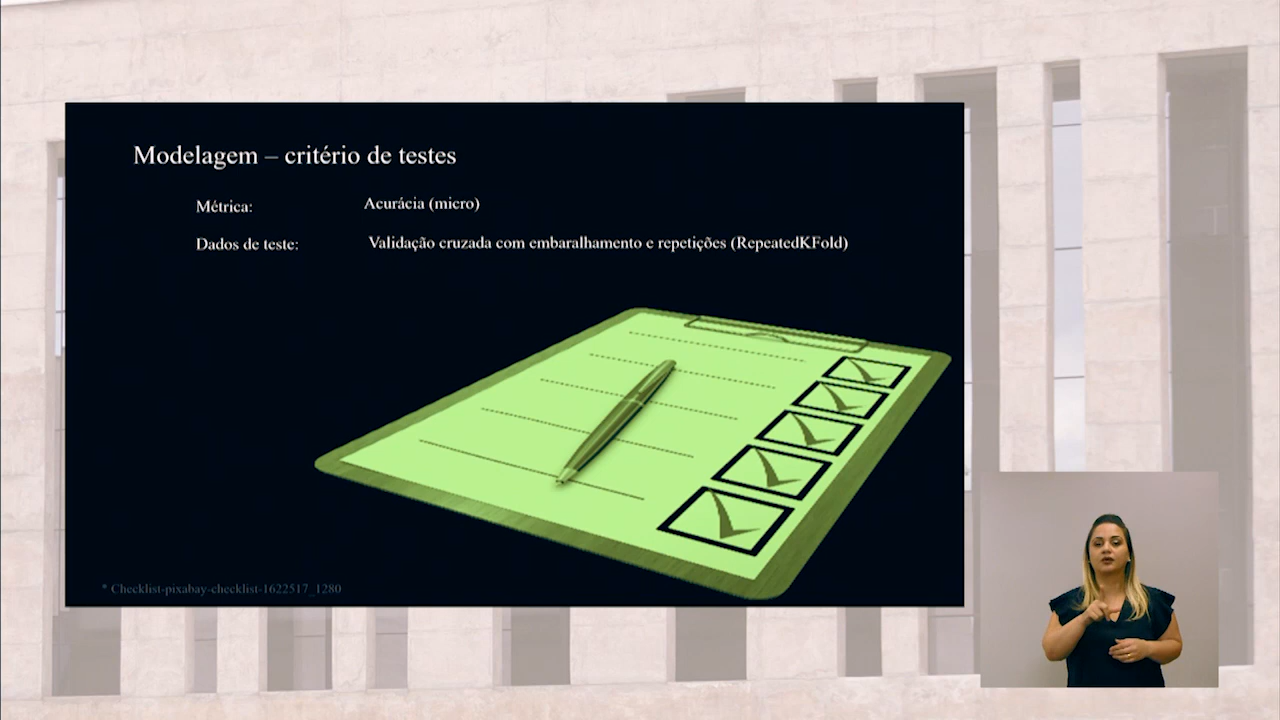 Modelagem – critério de testes
Métrica: Acurácia (micro)
Dados de teste: Validação cruzada com embaralhamento e repetições (RepeatedKFold)
* Checklist-pixabay-checklist-1622517_1280